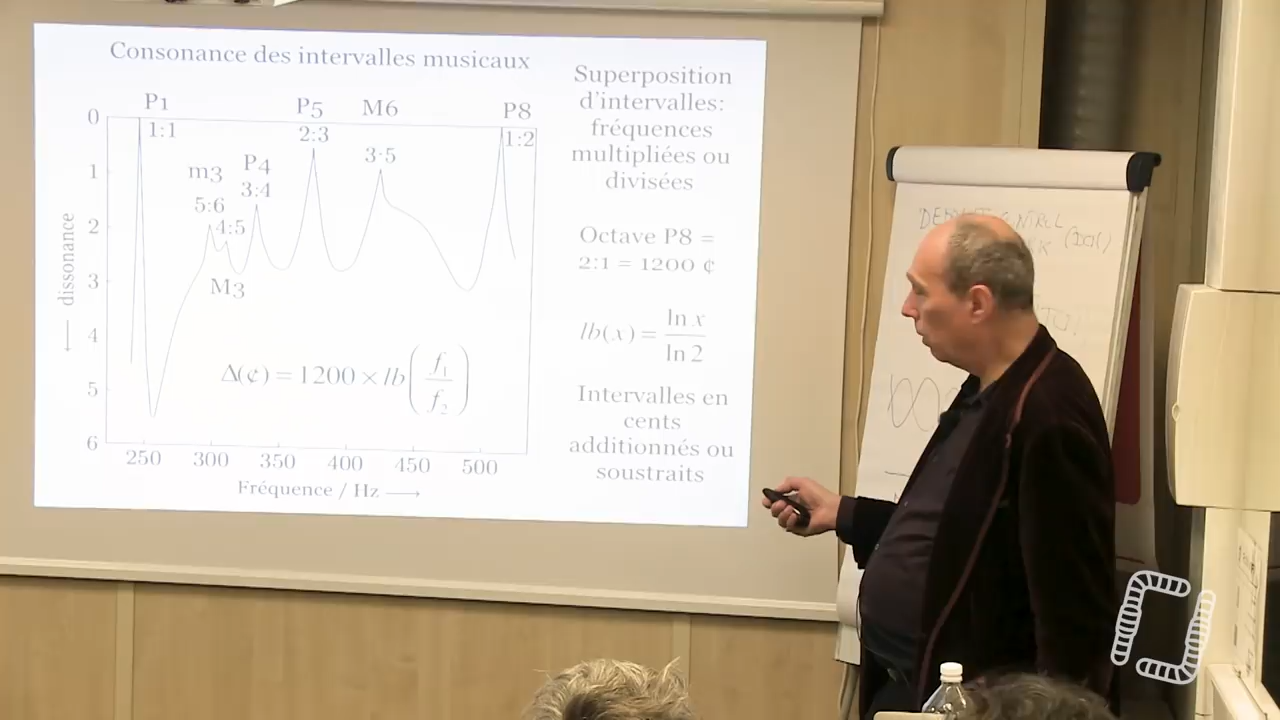 Consonance des intervalles musicaux
P1
P5
M6
P8
0
1:1
2:3
1:2
3·5
P4
m3
3:4
1
5:6
4:5
2
M3
3
4
5
6
← dissonance
Δ(¢) = 1200 × lb(f₁/f₂)
250 300 350 400 450 500
Fréquence / Hz →
Superposition
d'intervalles:
fréquences
multipliées ou
divisées
Octave P8 =
2:1 = 1200 ¢
lb(x) = ln x / ln 2
Intervalles en
cents
additionnés ou
soustraits